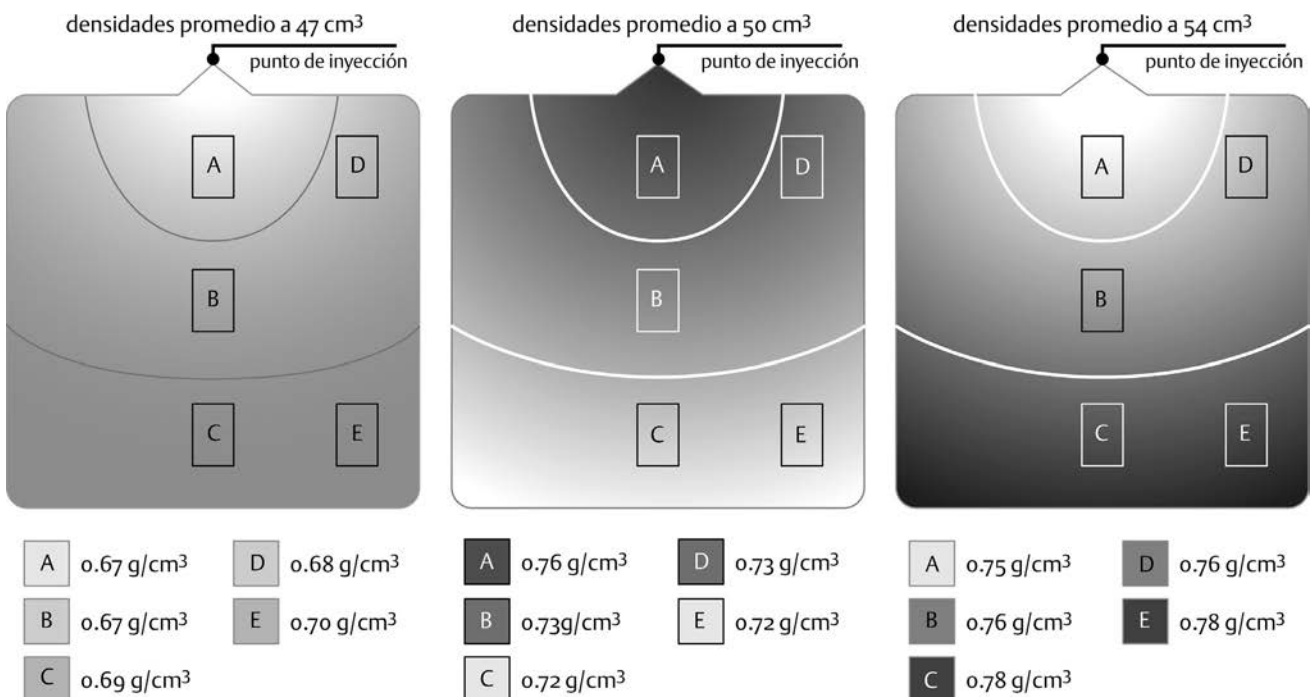 densidades promedio a 47 cm³
punto de inyección
A
D
B
C
E
A 0.67 g/cm³
D 0.68 g/cm³
B 0.67 g/cm³
E 0.70 g/cm³
C 0.69 g/cm³
densidades promedio a 50 cm³
punto de inyección
A
D
B
C
E
A 0.76 g/cm³
D 0.73 g/cm³
B 0.73g/cm³
E 0.72 g/cm³
C 0.72 g/cm³
densidades promedio a 54 cm³
punto de inyección
A
D
B
C
E
A 0.75 g/cm³
D 0.76 g/cm³
B 0.76 g/cm³
E 0.78 g/cm³
C 0.78 g/cm³